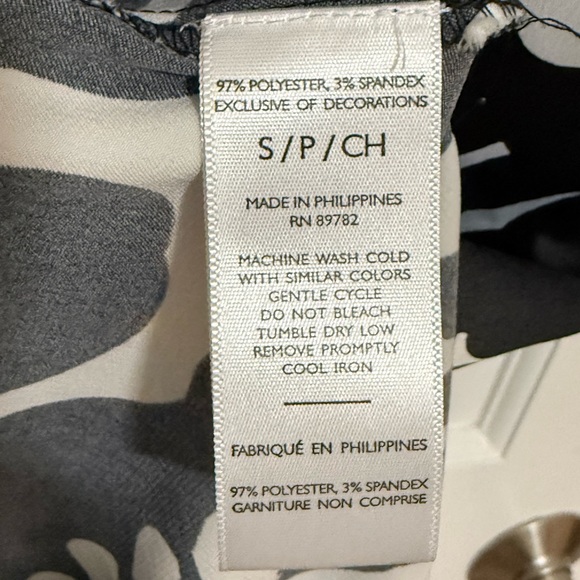 97% POLYESTER, 3% SPANDEX
EXCLUSIVE OF DECORATIONS
S/P/CH
MADE IN PHILIPPINES
RN 89782
MACHINE WASH COLD
WITH SIMILAR COLORS
GENTLE CYCLE
DO NOT BLEACH
TUMBLE DRY LOW
REMOVE PROMPTLY
COOL IRON
FABRIQUÉ EN PHILIPPINES
97% POLYESTER, 3% SPANDEX
GARNITURE NON COMPRISE